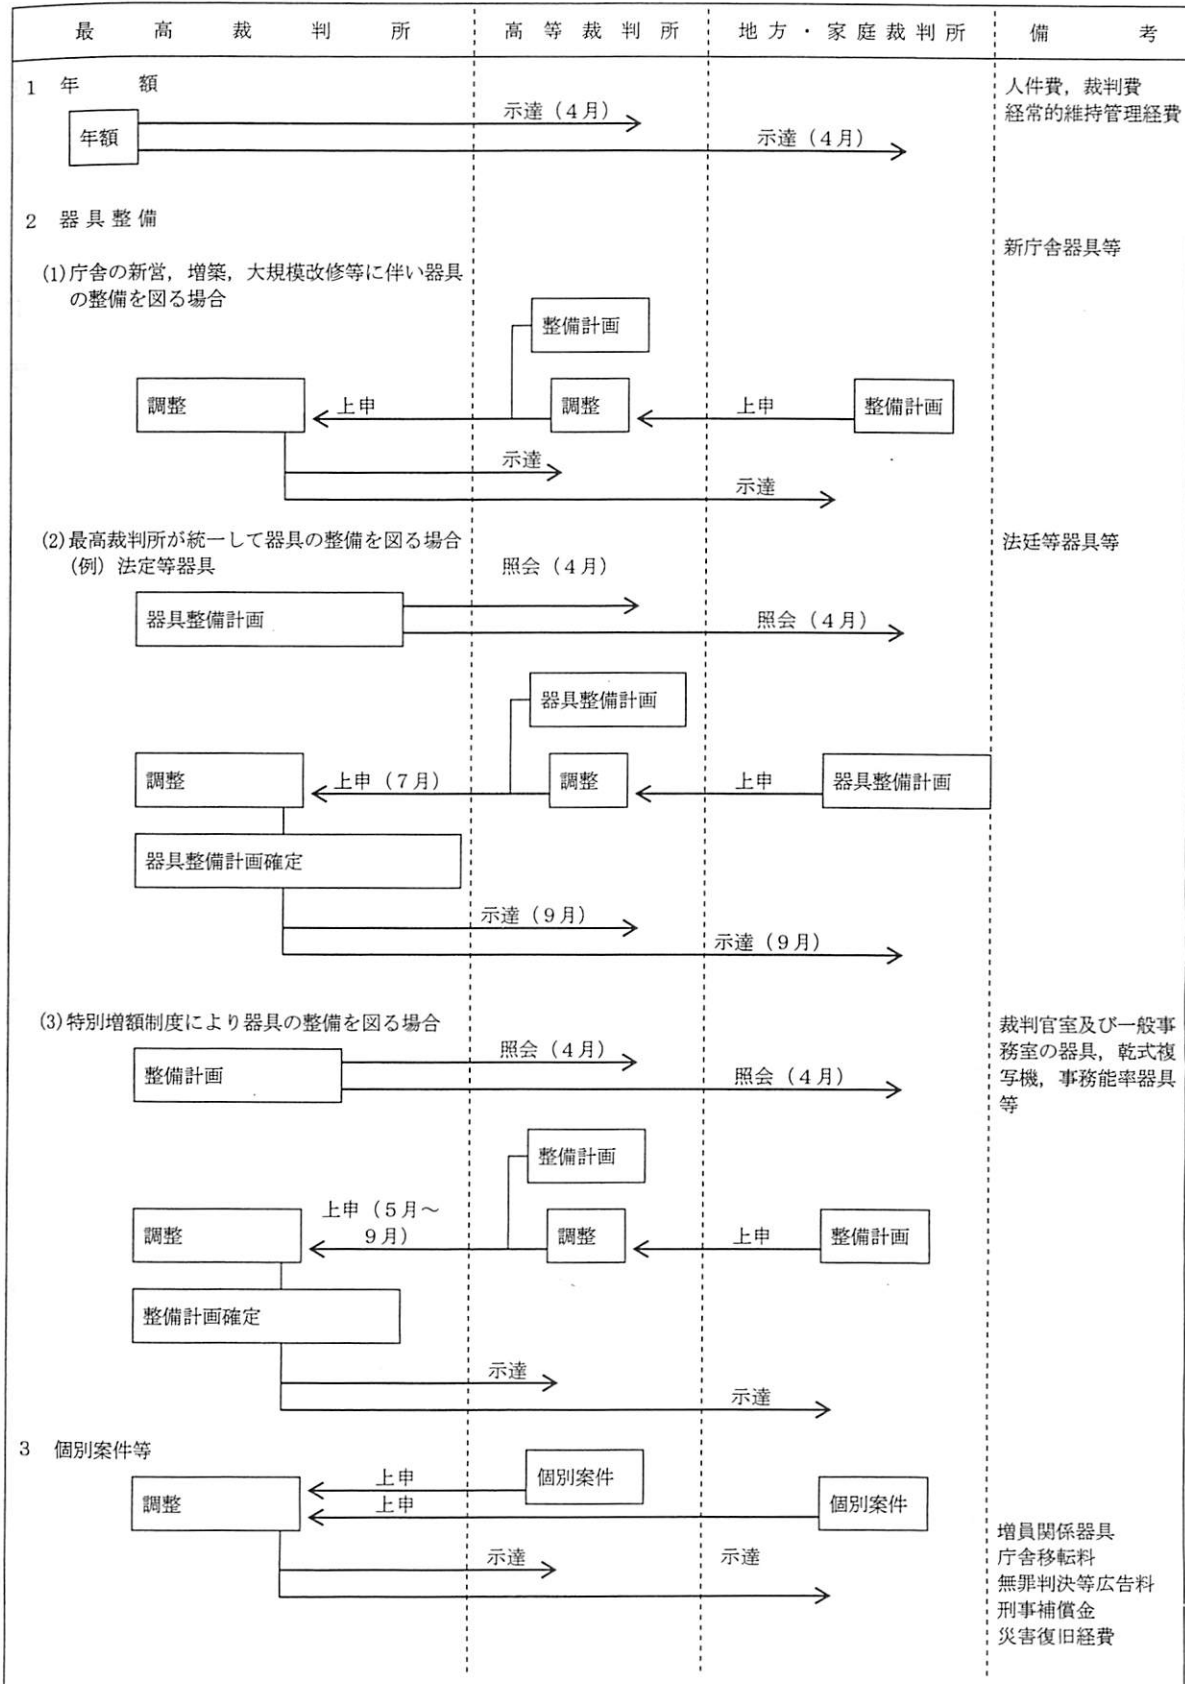 最高裁判所 高等裁判所 地方・家庭裁判所 備考
1 年額
人件費，裁判費
経常的維持管理経費
年額
示達（4月）
示達（4月）
2 器具整備
新庁舎器具等
(1)庁舎の新営，増築，大規模改修等に伴い器具
の整備を図る場合
整備計画
調整 上申 調整 上申 整備計画
示達
示達
(2)最高裁判所が統一して器具の整備を図る場合
法廷等器具等
(例）法定等器具
照会（4月）
器具整備計画
照会（4月）
器具整備計画
調整 上申（7月） 調整 上申 器具整備計画
器具整備計画確定
示達（9月）
示達（9月）
(3)特別増額制度により器具の整備を図る場合
裁判官室及び一般事
務室の器具，乾式複
写機，事務能率器具
等
照会（4月）
整備計画
照会（4月）
整備計画
上申（5月～
9月）
調整 調整 上申 整備計画
整備計画確定
示達
示達
3 個別案件等
上申 個別案件
調整 上申 個別案件
示達 示達
増員関係器具
庁舎移転料
無罪判決等広告料
刑事補償金
災害復旧経費